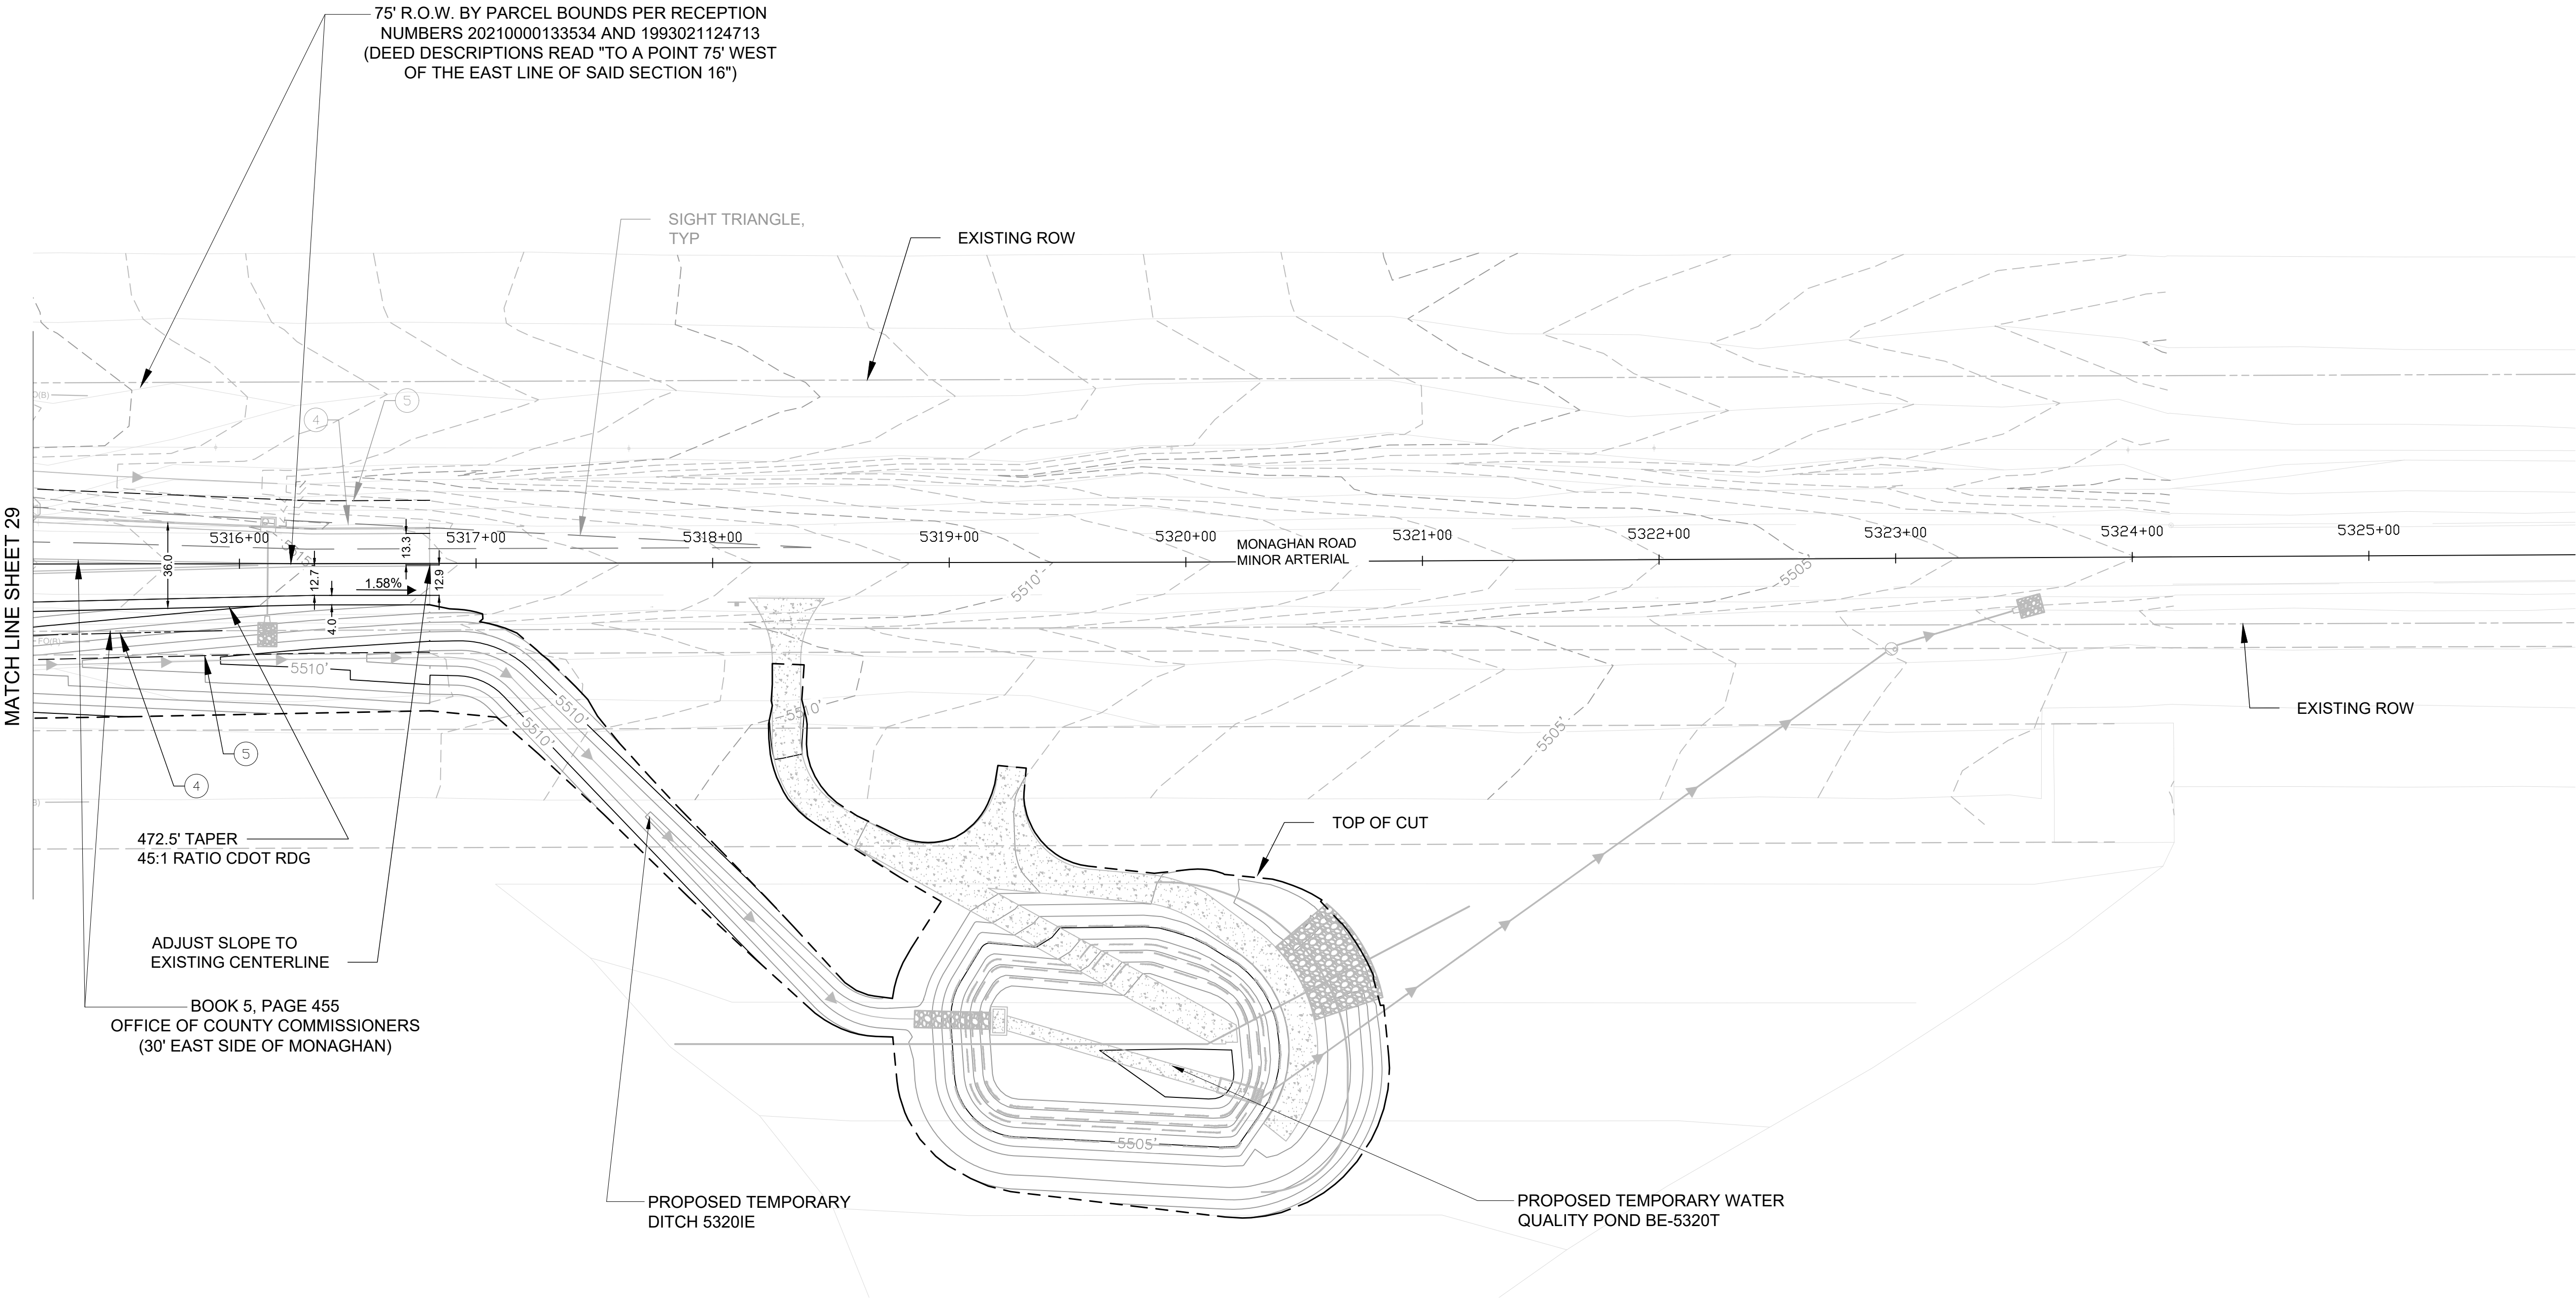 75' R.O.W. BY PARCEL BOUNDS PER RECEPTION
NUMBERS 20210000133534 AND 1993021124713
(DEED DESCRIPTIONS READ "TO A POINT 75' WEST
OF THE EAST LINE OF SAID SECTION 16")
SIGHT TRIANGLE,
TYP
EXISTING ROW
4
5
MATCH LINE SHEET 29
5316+00
5317+00
5318+00
5319+00
5320+00
5321+00
5322+00
5323+00
5324+00
5325+00
MONAGHAN ROAD
MINOR ARTERIAL
36.0
12.7
4.0
13.3
12.9
1.58%
5515'
5510'
5505'
5510'
5510'
5510'
5510'
5505'
EXISTING ROW
5
4
472.5' TAPER
45:1 RATIO CDOT RDG
TOP OF CUT
ADJUST SLOPE TO
EXISTING CENTERLINE
BOOK 5, PAGE 455
OFFICE OF COUNTY COMMISSIONERS
(30' EAST SIDE OF MONAGHAN)
5505'
PROPOSED TEMPORARY
DITCH 5320IE
PROPOSED TEMPORARY WATER
QUALITY POND BE-5320T